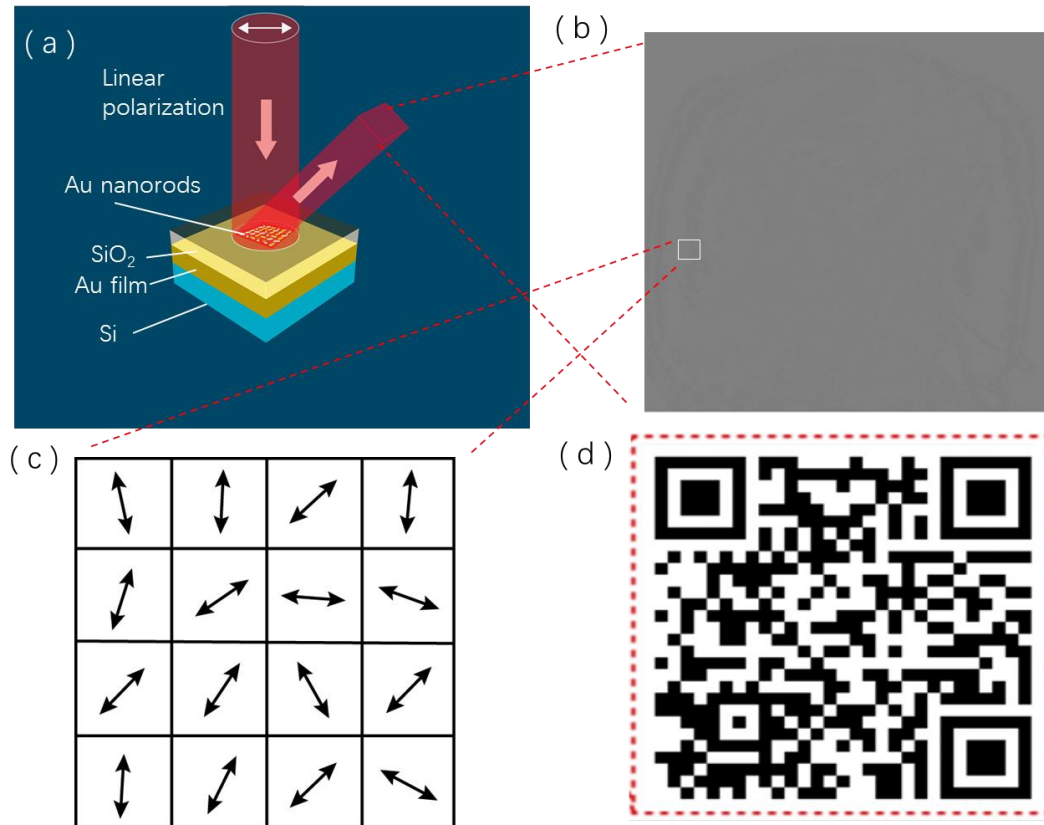 (a)
Linear
polarization
Au nanorods
SiO₂
Au film
Si
(b)
(c)
(d)